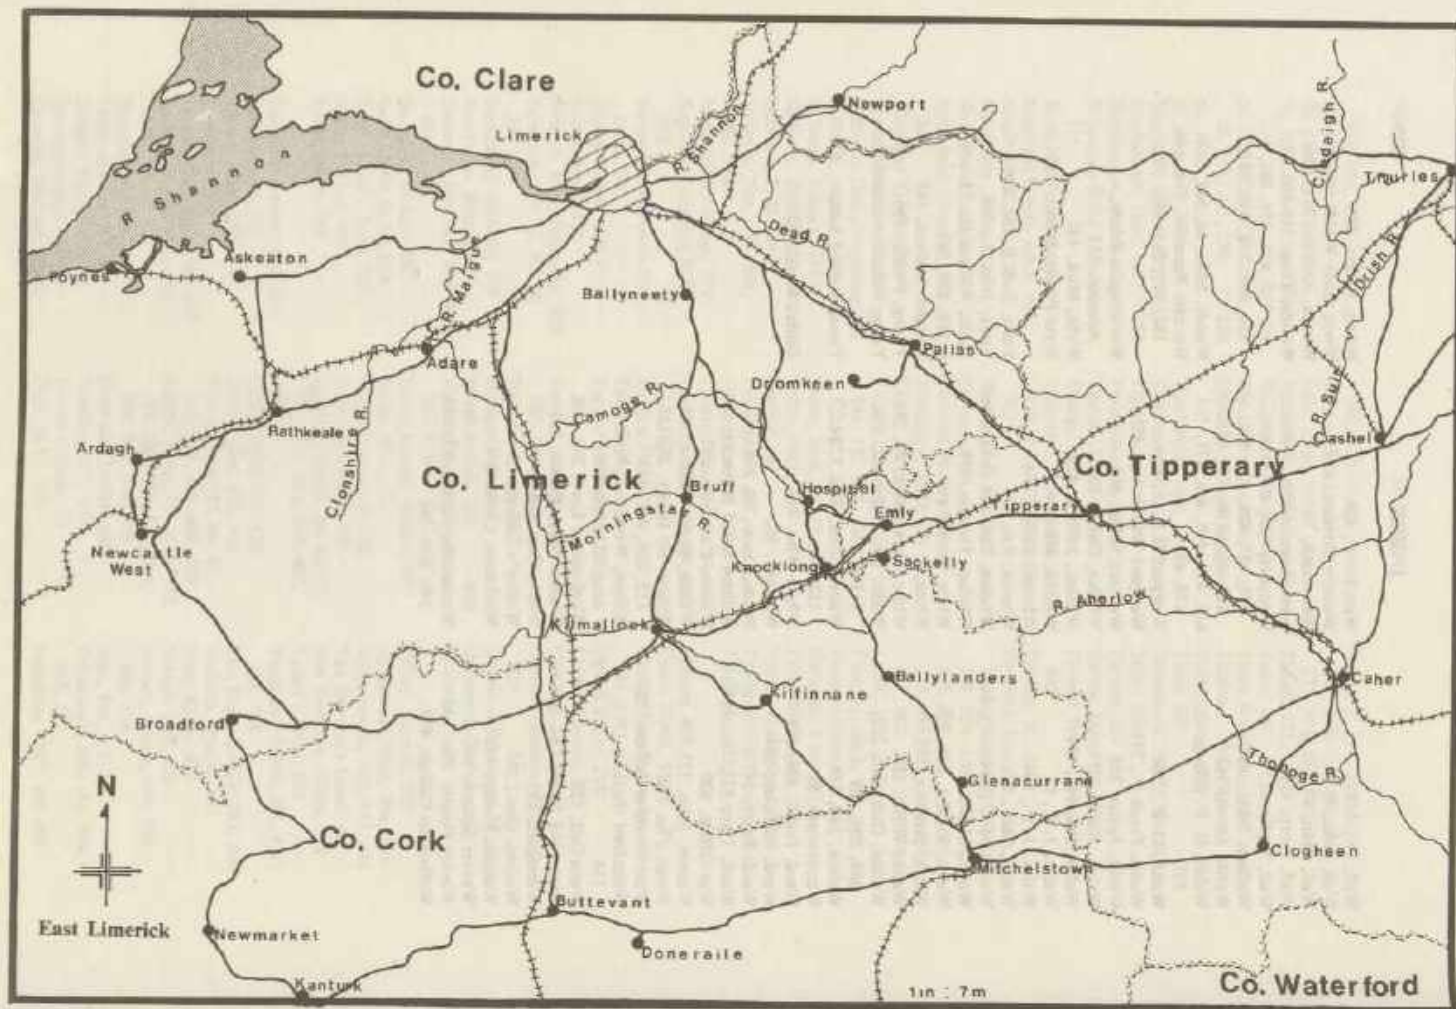 Co. Clare
Limerick
R. Shannon
Newport
Clodaigh R.
Thurles
R Shannon
Dead R.
Drish R.
Foynes
Askeaton
R. Maigue
Ballyneety
Adare
Pallas
Dromkeen
Camoge R.
R. Suir
Cashel
Ardagh
Rathkeale
Clonshire R.
Co. Limerick
Co. Tipperary
Bruff
Hospital
Emly
Tipperary
Morningstar R.
Newcastle
West
Knocklong
Sackelly
R. Aherlow
Kilmallock
Ballylanders
Kilfinnane
Caher
Broadford
Thonoge R.
N
Glenacurrane
Co. Cork
Clogheen
Mitchelstown
Buttevant
East Limerick
Newmarket
Doneraile
Kanturk
1in : 7m
Co. Waterford